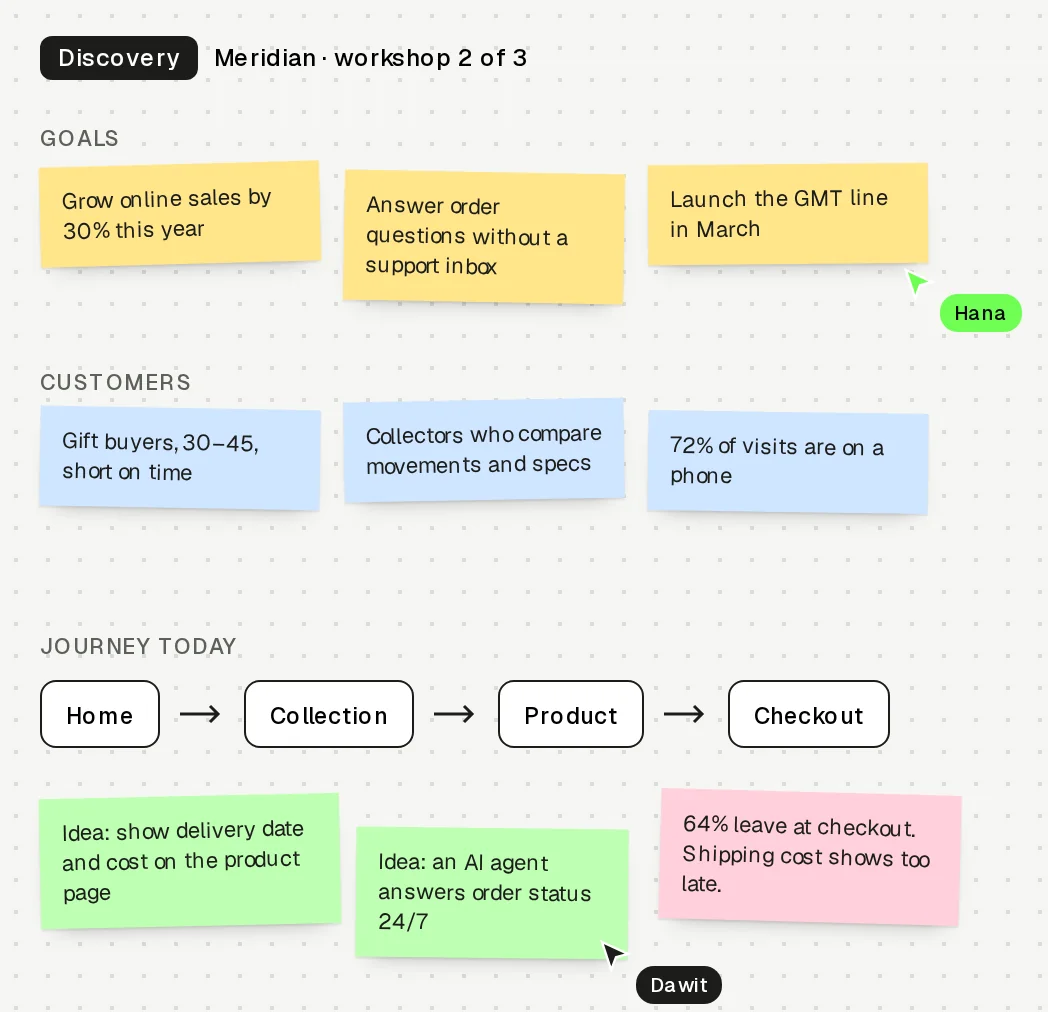 Discovery
Meridian · workshop 2 of 3
GOALS
Grow online sales by
30% this year
Answer order
questions without a
support inbox
Launch the GMT line
in March
Hana
CUSTOMERS
Gift buyers, 30–45,
short on time
Collectors who compare
movements and specs
72% of visits are on a
phone
JOURNEY TODAY
Home
Collection
Product
Checkout
Idea: show delivery date
and cost on the product
page
Idea: an AI agent
answers order status
24/7
64% leave at checkout.
Shipping cost shows too
late.
Dawit